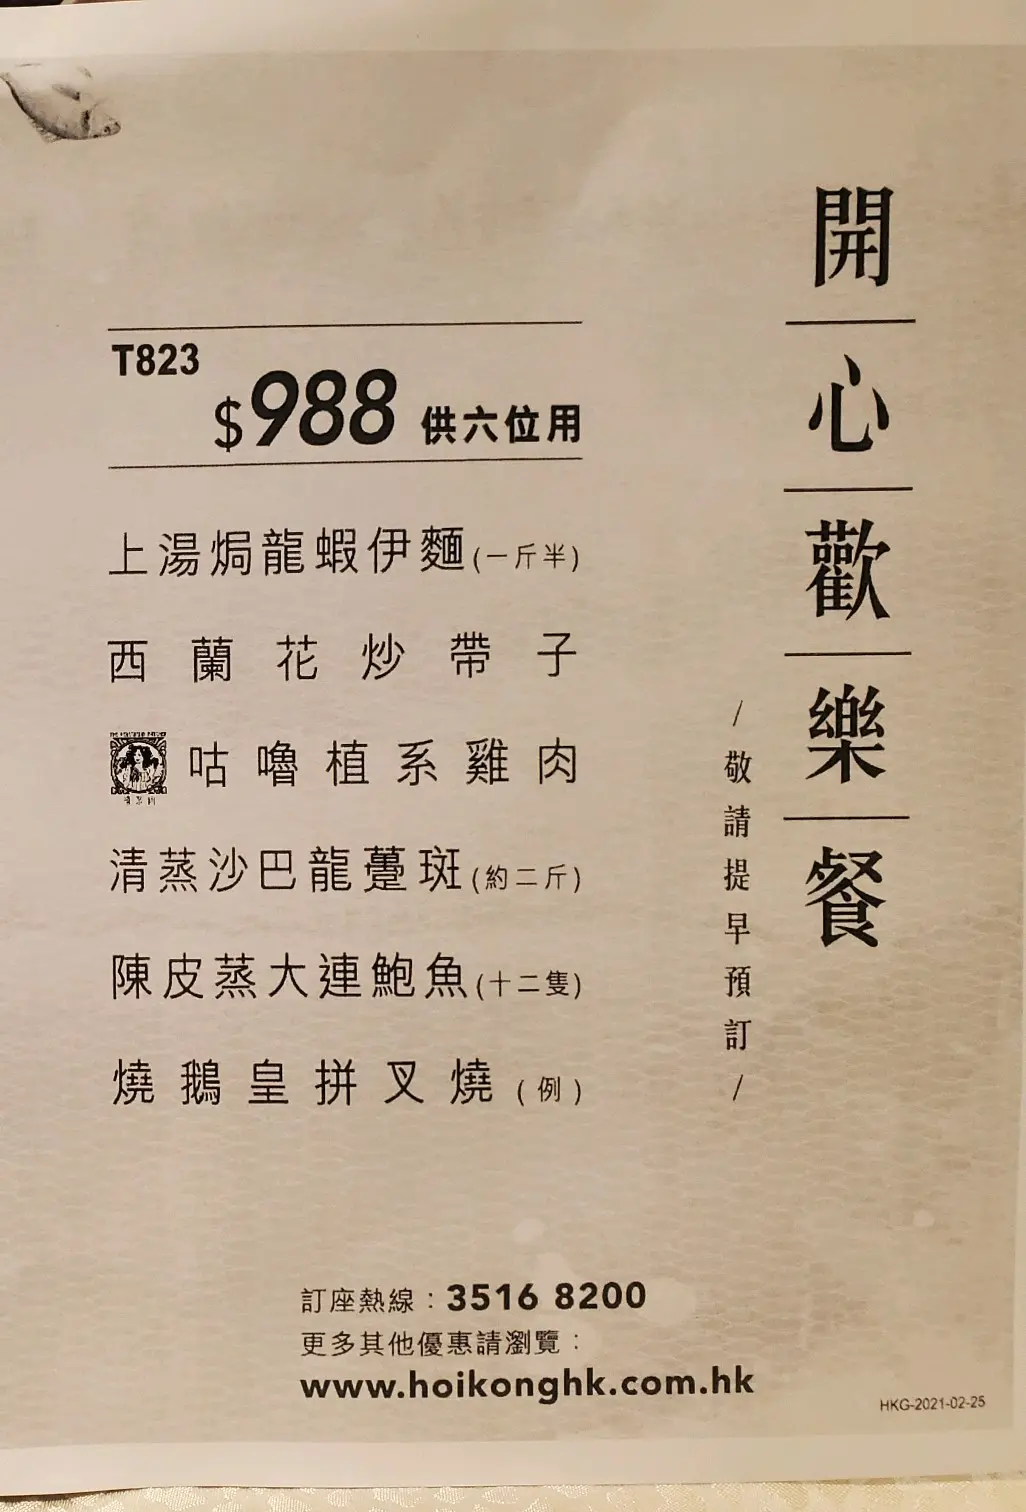 開心歡樂餐
/敬請提早預訂/
T823
$988 供六位用
上湯焗龍蝦伊麵(一斤半)
西蘭花炒帶子
咕嚕植系雞肉
清蒸沙巴龍躉斑(約二斤)
陳皮蒸大連鮑魚(十二隻)
燒鵝皇拼叉燒(例)
訂座熱線：3516 8200
更多其他優惠請瀏覽：
www.hoikonghk.com.hk
HKG-2021-02-25